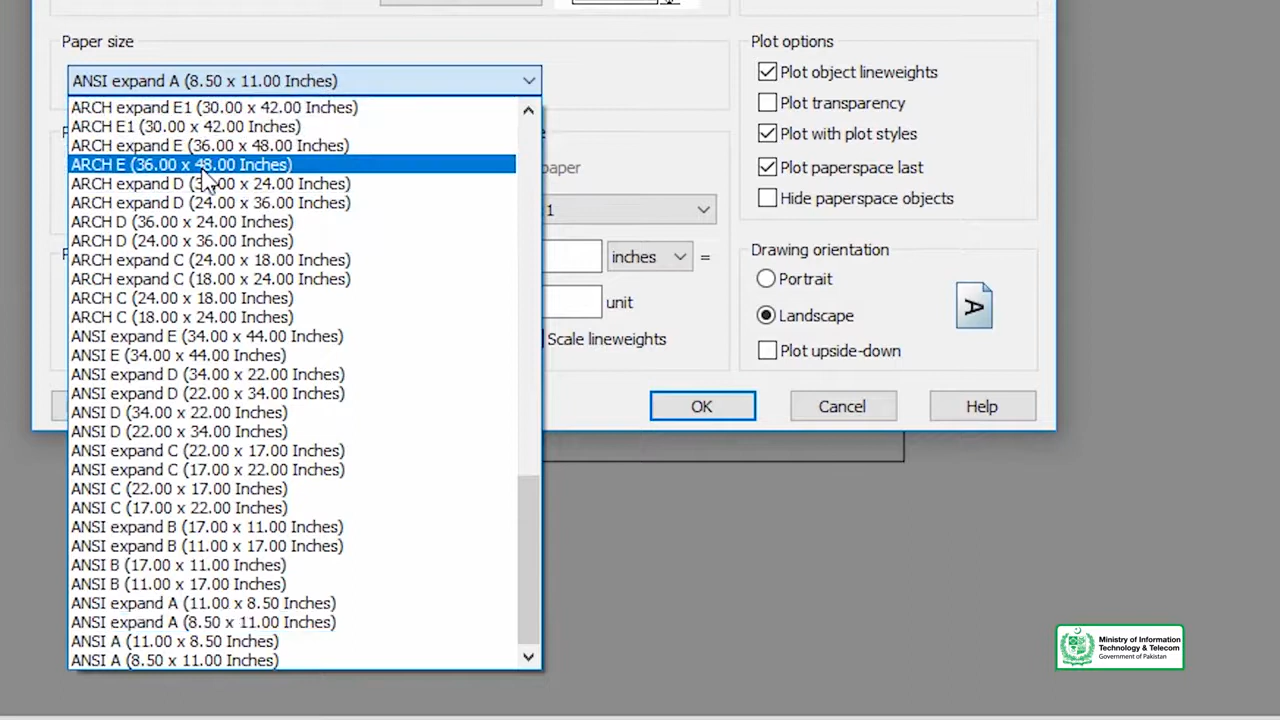 Paper size
ANSI expand A (8.50 x 11.00 Inches)
ARCH expand E1 (30.00 x 42.00 Inches)
ARCH E1 (30.00 x 42.00 Inches)
ARCH expand E (36.00 x 48.00 Inches)
ARCH E (36.00 x 48.00 Inches)
ARCH expand D (36.00 x 24.00 Inches)
ARCH expand D (24.00 x 36.00 Inches)
ARCH D (36.00 x 24.00 Inches)
ARCH D (24.00 x 36.00 Inches)
ARCH expand C (24.00 x 18.00 Inches)
ARCH expand C (18.00 x 24.00 Inches)
ARCH C (24.00 x 18.00 Inches)
ARCH C (18.00 x 24.00 Inches)
ANSI expand E (34.00 x 44.00 Inches)
ANSI E (34.00 x 44.00 Inches)
ANSI expand D (34.00 x 22.00 Inches)
ANSI expand D (22.00 x 34.00 Inches)
ANSI D (34.00 x 22.00 Inches)
ANSI D (22.00 x 34.00 Inches)
ANSI expand C (22.00 x 17.00 Inches)
ANSI expand C (17.00 x 22.00 Inches)
ANSI C (22.00 x 17.00 Inches)
ANSI C (17.00 x 22.00 Inches)
ANSI expand B (17.00 x 11.00 Inches)
ANSI expand B (11.00 x 17.00 Inches)
ANSI B (17.00 x 11.00 Inches)
ANSI B (11.00 x 17.00 Inches)
ANSI expand A (11.00 x 8.50 Inches)
ANSI expand A (8.50 x 11.00 Inches)
ANSI A (11.00 x 8.50 Inches)
ANSI A (8.50 x 11.00 Inches)
paper
1
inches =
unit
Scale lineweights
Plot options
Plot object lineweights
Plot transparency
Plot with plot styles
Plot paperspace last
Hide paperspace objects
Drawing orientation
Portrait
Landscape
A
Plot upside-down
OK
Cancel
Help
Ministry of Information
Technology & Telecom
Government of Pakistan